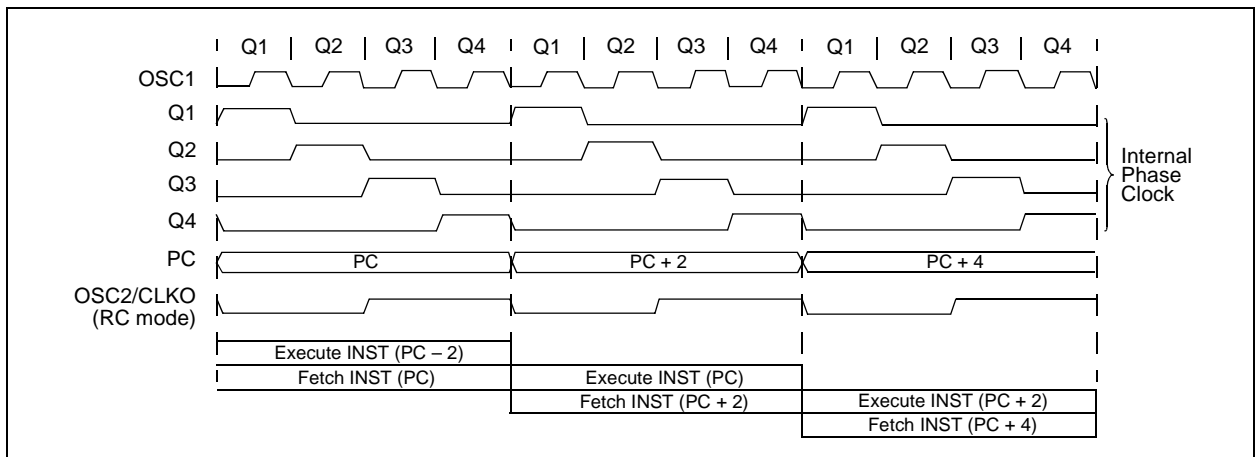 Q1 Q2 Q3 Q4 Q1 Q2 Q3 Q4 Q1 Q2 Q3 Q4
OSC1
Q1
Q2
Q3
Q4
PC
OSC2/CLKO
(RC mode)
Internal
Phase
Clock
PC PC + 2 PC + 4
Execute INST (PC – 2)
Fetch INST (PC) Execute INST (PC)
Fetch INST (PC + 2) Execute INST (PC + 2)
Fetch INST (PC + 4)